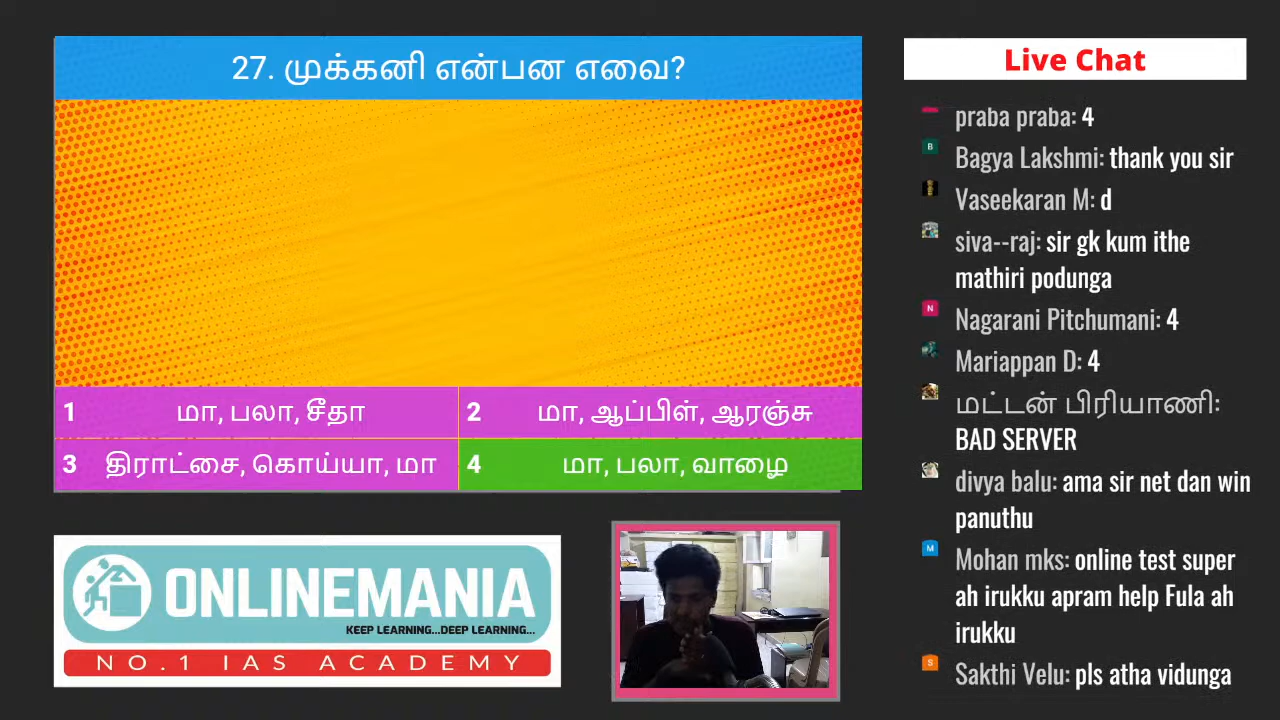 27. முக்கனி என்பன எவை?
1 மா, பலா, சீதா
2 மா, ஆப்பிள், ஆரஞ்சு
3 திராட்சை, கொய்யா, மா
4 மா, பலா, வாழை
ONLINEMANIA
KEEP LEARNING...DEEP LEARNING...
NO.1 IAS ACADEMY
Live Chat
praba praba: 4
B
Bagya Lakshmi: thank you sir
Vaseekaran M: d
siva--raj: sir gk kum ithe
mathiri podunga
N
Nagarani Pitchumani: 4
Mariappan D: 4
மட்டன் பிரியாணி:
BAD SERVER
divya balu: ama sir net dan win
panuthu
M
Mohan mks: online test super
ah irukku apram help Fula ah
irukku
S
Sakthi Velu: pls atha vidunga